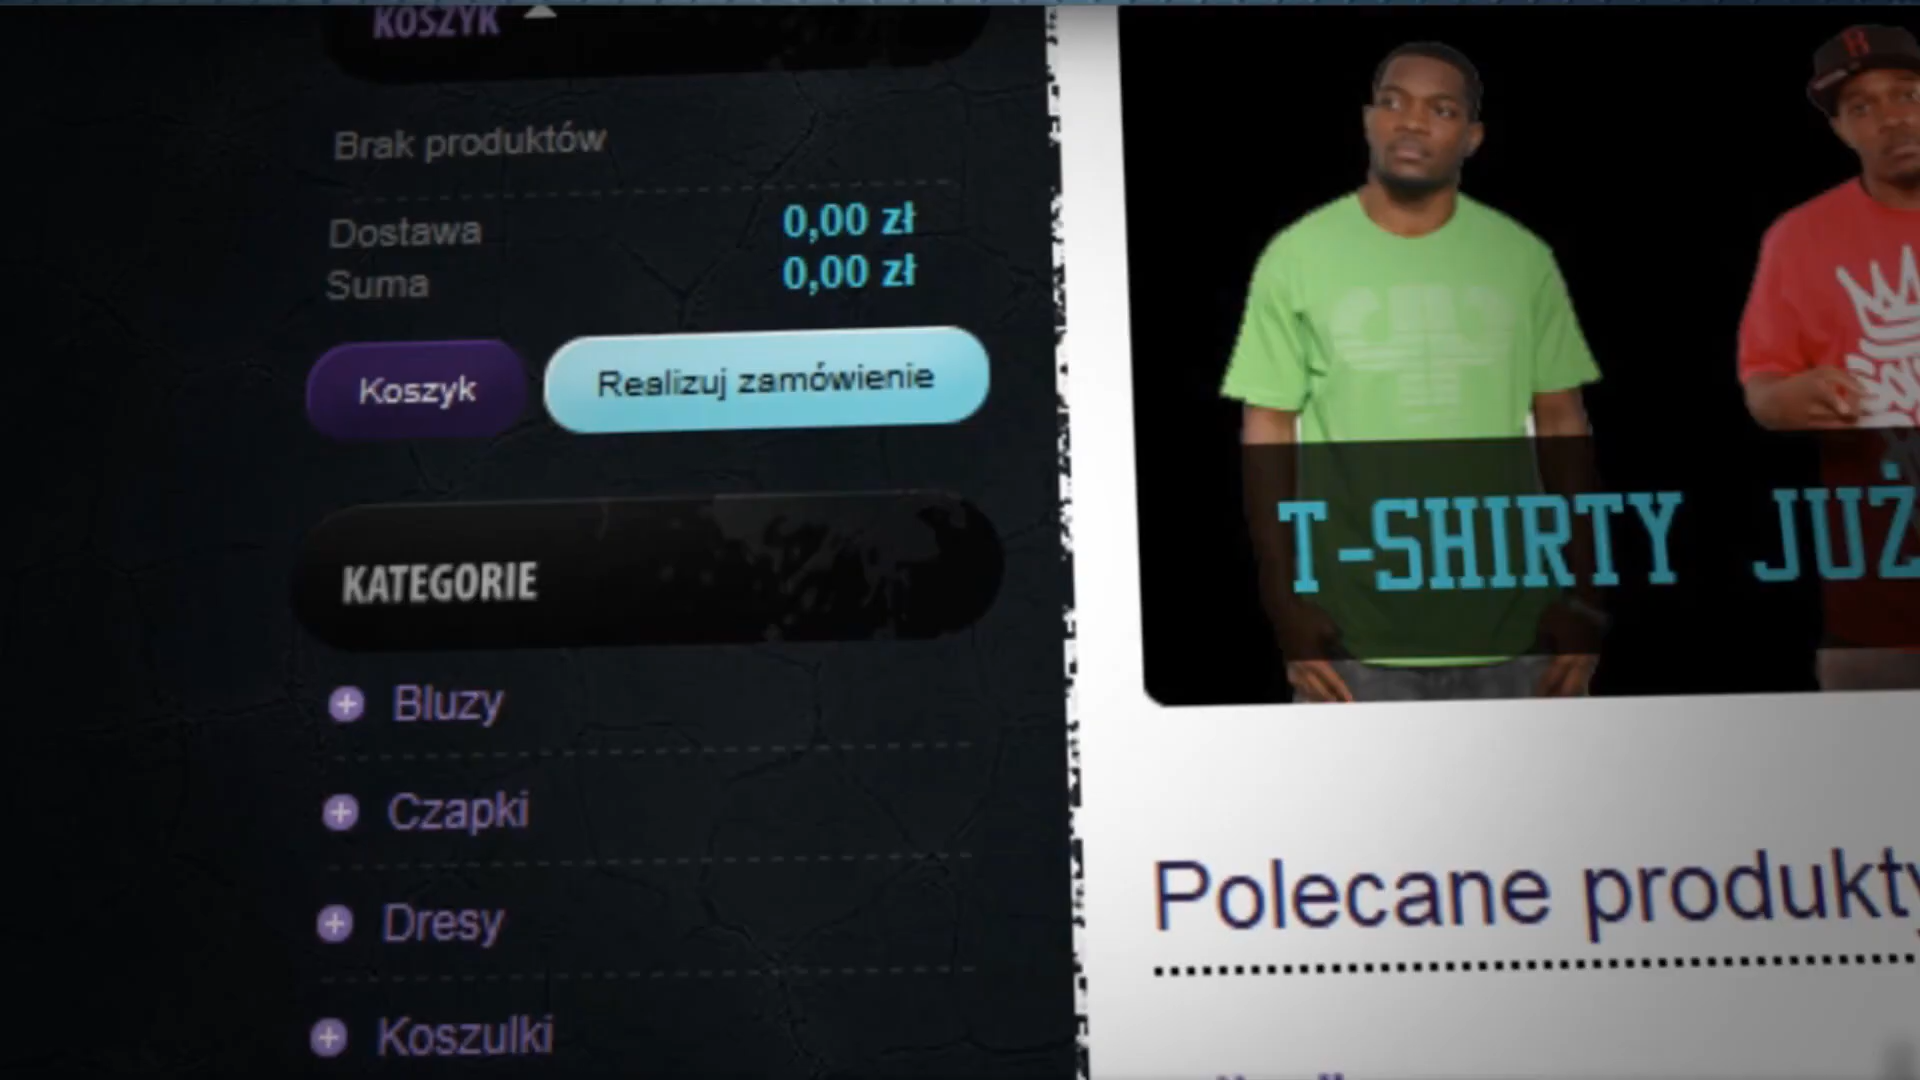 KOSZYK
Brak produktów
Dostawa 0,00 zł
Suma 0,00 zł
Koszyk Realizuj zamówienie
KATEGORIE
Bluzy
Czapki
Dresy
Koszulki
T-SHIRTY JUŻ
Polecane produkty